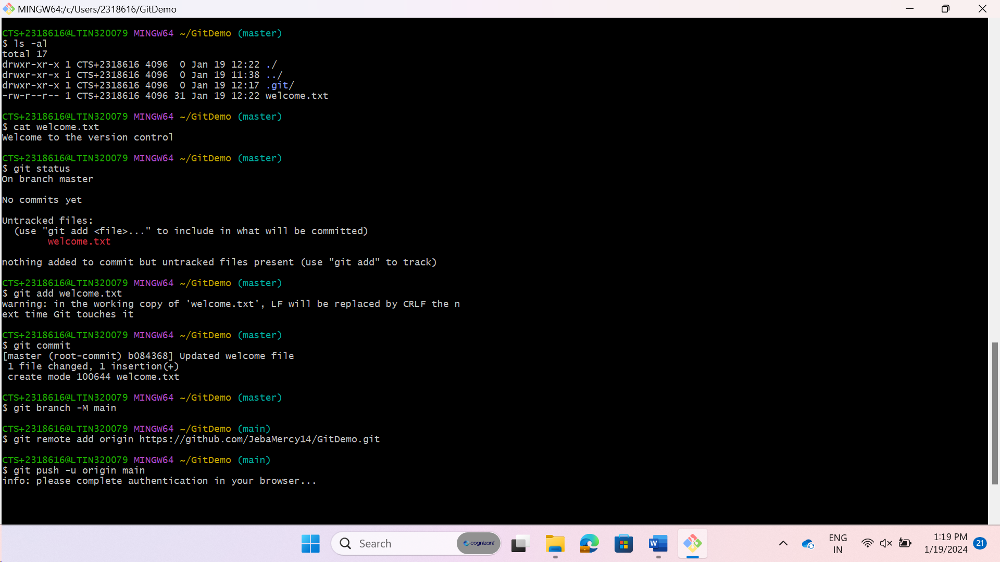 MINGW64:/c/Users/2318616/GitDemo
CTS+2318616@LTIN320079 MINGW64 ~/GitDemo (master)
$ ls -al
total 17
drwxr-xr-x 1 CTS+2318616 4096  0 Jan 19 12:22 ./
drwxr-xr-x 1 CTS+2318616 4096  0 Jan 19 11:38 ../
drwxr-xr-x 1 CTS+2318616 4096  0 Jan 19 12:17 .git/
-rw-r--r-- 1 CTS+2318616 4096 31 Jan 19 12:22 welcome.txt
CTS+2318616@LTIN320079 MINGW64 ~/GitDemo (master)
$ cat welcome.txt
Welcome to the version control
CTS+2318616@LTIN320079 MINGW64 ~/GitDemo (master)
$ git status
On branch master
No commits yet
Untracked files:
  (use "git add <file>..." to include in what will be committed)
        welcome.txt
nothing added to commit but untracked files present (use "git add" to track)
CTS+2318616@LTIN320079 MINGW64 ~/GitDemo (master)
$ git add welcome.txt
warning: in the working copy of 'welcome.txt', LF will be replaced by CRLF the n
ext time Git touches it
CTS+2318616@LTIN320079 MINGW64 ~/GitDemo (master)
$ git commit
[master (root-commit) b084368] Updated welcome file
 1 file changed, 1 insertion(+)
 create mode 100644 welcome.txt
CTS+2318616@LTIN320079 MINGW64 ~/GitDemo (master)
$ git branch -M main
CTS+2318616@LTIN320079 MINGW64 ~/GitDemo (main)
$ git remote add origin https://github.com/JebaMercy14/GitDemo.git
CTS+2318616@LTIN320079 MINGW64 ~/GitDemo (main)
$ git push -u origin main
info: please complete authentication in your browser...
Search
cognizant
W
ENG
IN
1:19 PM
1/19/2024
21